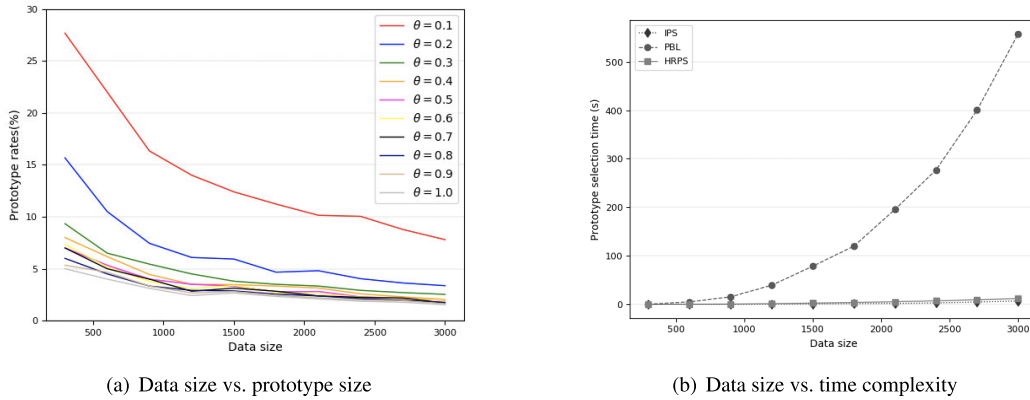 30
25
20
15
10
5
0
Prototype rates(%)
500
1000
1500
2000
2500
3000
Data size
θ = 0.1
θ = 0.2
θ = 0.3
θ = 0.4
θ = 0.5
θ = 0.6
θ = 0.7
θ = 0.8
θ = 0.9
θ = 1.0
(a) Data size vs. prototype size
IPS
PBL
HRPS
500
400
300
200
100
0
Prototype selection time (s)
500
1000
1500
2000
2500
3000
Data size
(b) Data size vs. time complexity